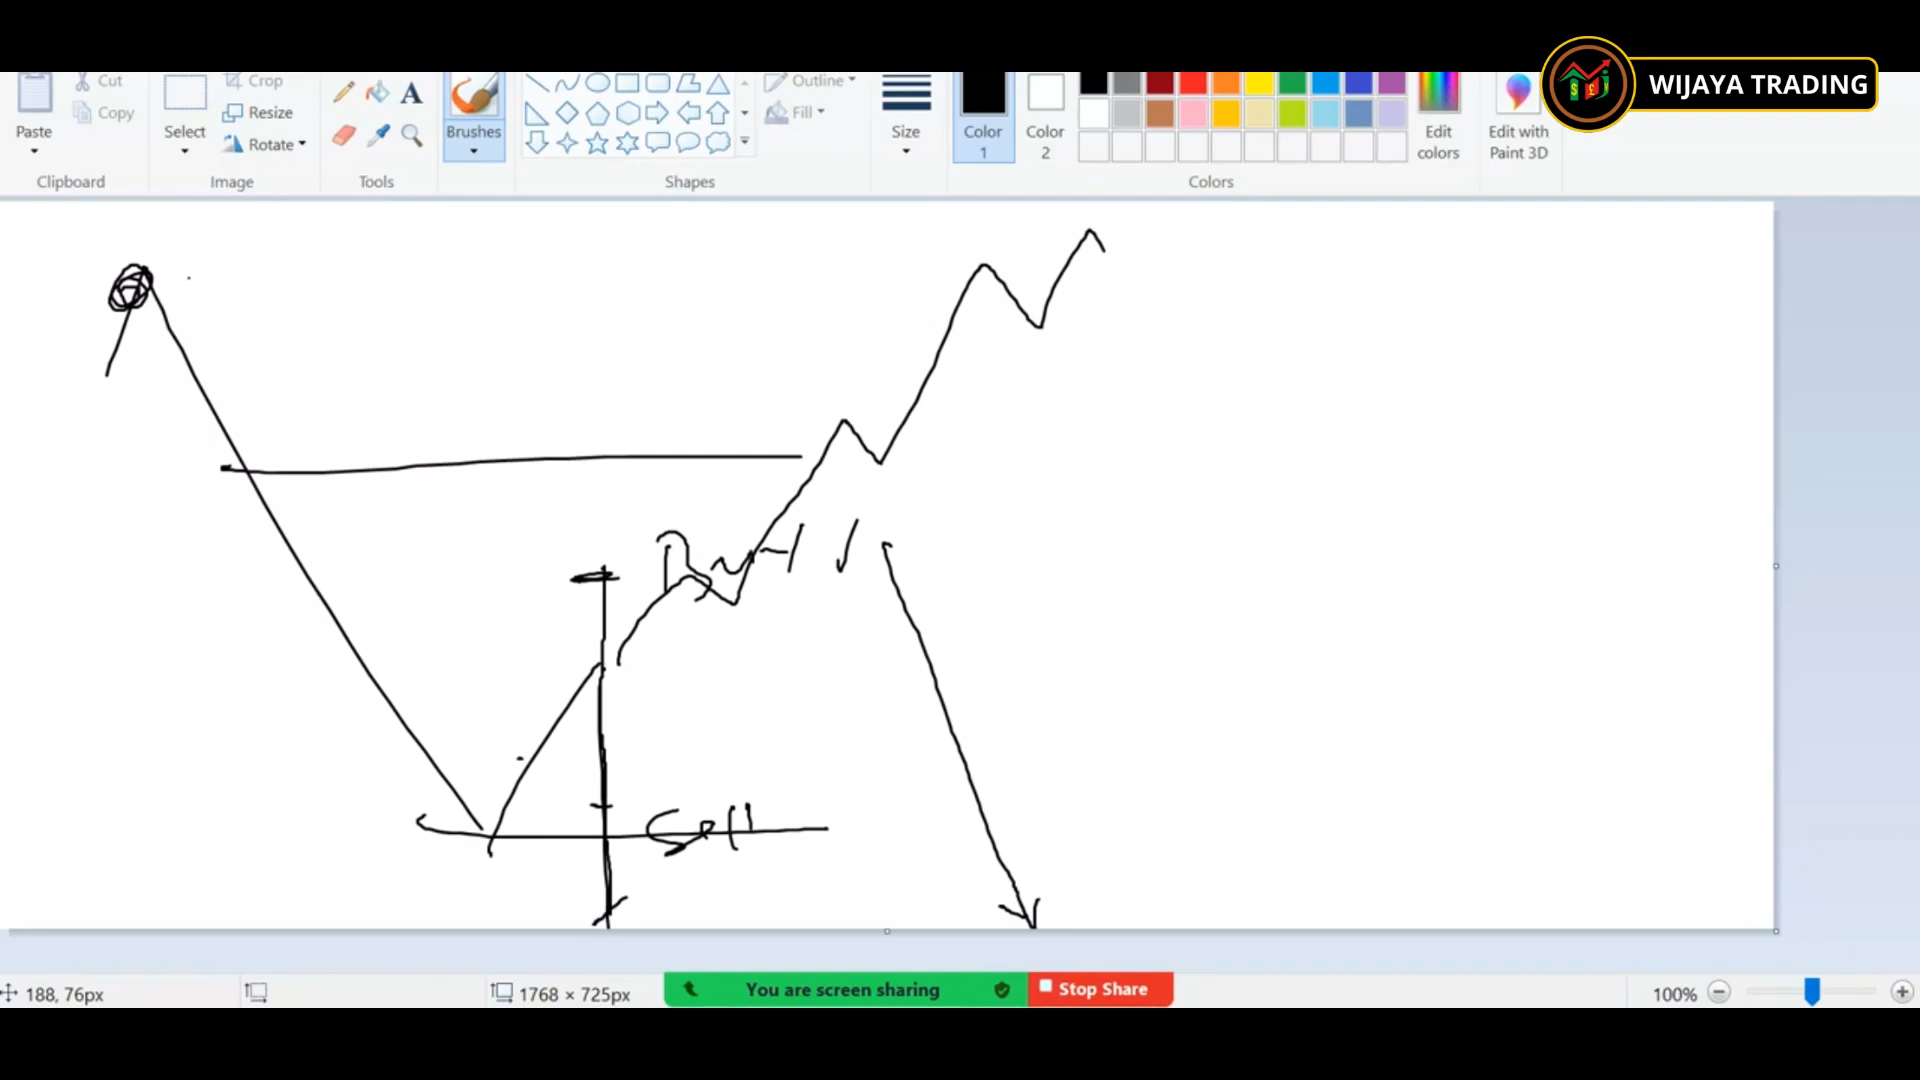 WIJAYA TRADING
Paste
Cut
Copy
Clipboard
Select
Crop
Resize
Rotate
Image
A
Tools
Brushes
Outline
Fill
Shapes
Size
Color
1
Color
2
Edit
colors
Edit with
Paint 3D
Colors
Sell
188, 76px
1768 × 725px
You are screen sharing
Stop Share
100%